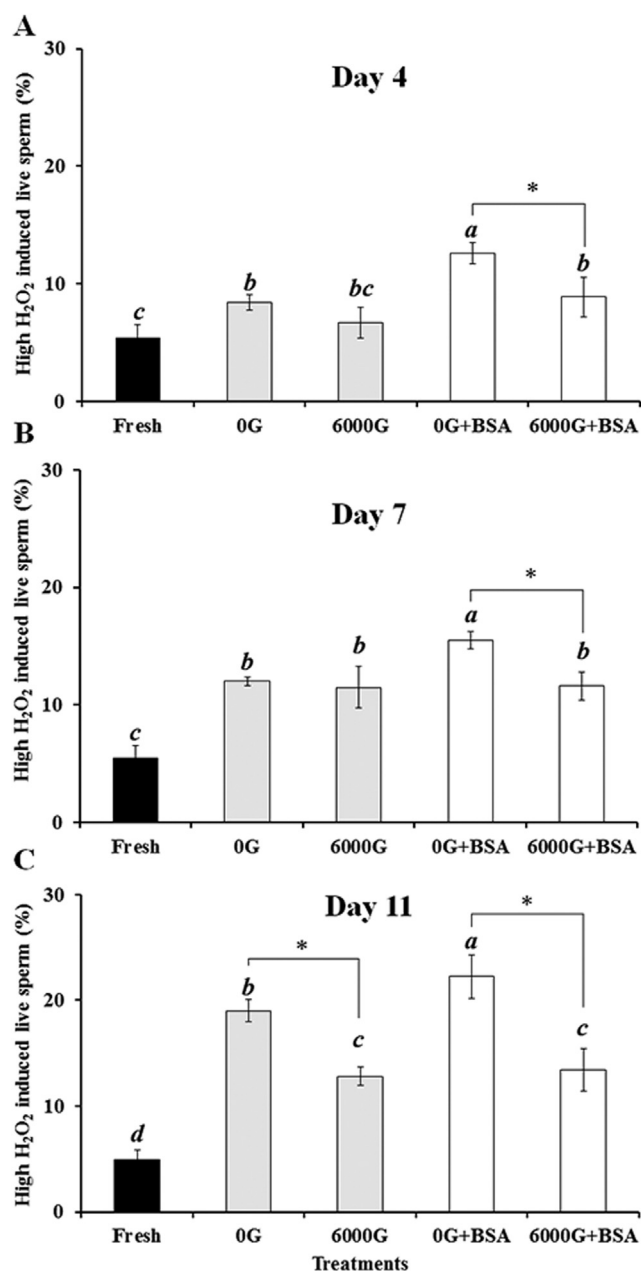 A
High H₂O₂ induced live sperm (%)
30
20
10
0
Day 4
c
b
bc
a
b
*
Fresh 0G 6000G 0G+BSA 6000G+BSA
B
High H₂O₂ induced live sperm (%)
30
20
10
0
Day 7
c
b
b
a
b
*
Fresh 0G 6000G 0G+BSA 6000G+BSA
C
High H₂O₂ induced live sperm (%)
30
20
10
0
Day 11
d
b
c
a
c
*
*
Fresh 0G 6000G 0G+BSA 6000G+BSA
Treatments